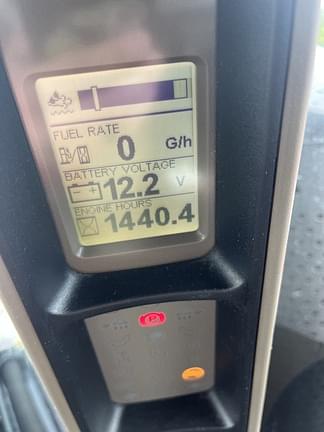 FUEL RATE
0 G/h
BATTERY VOLTAGE
- + 12.2 V
ENGINE HOURS
1440.4
P